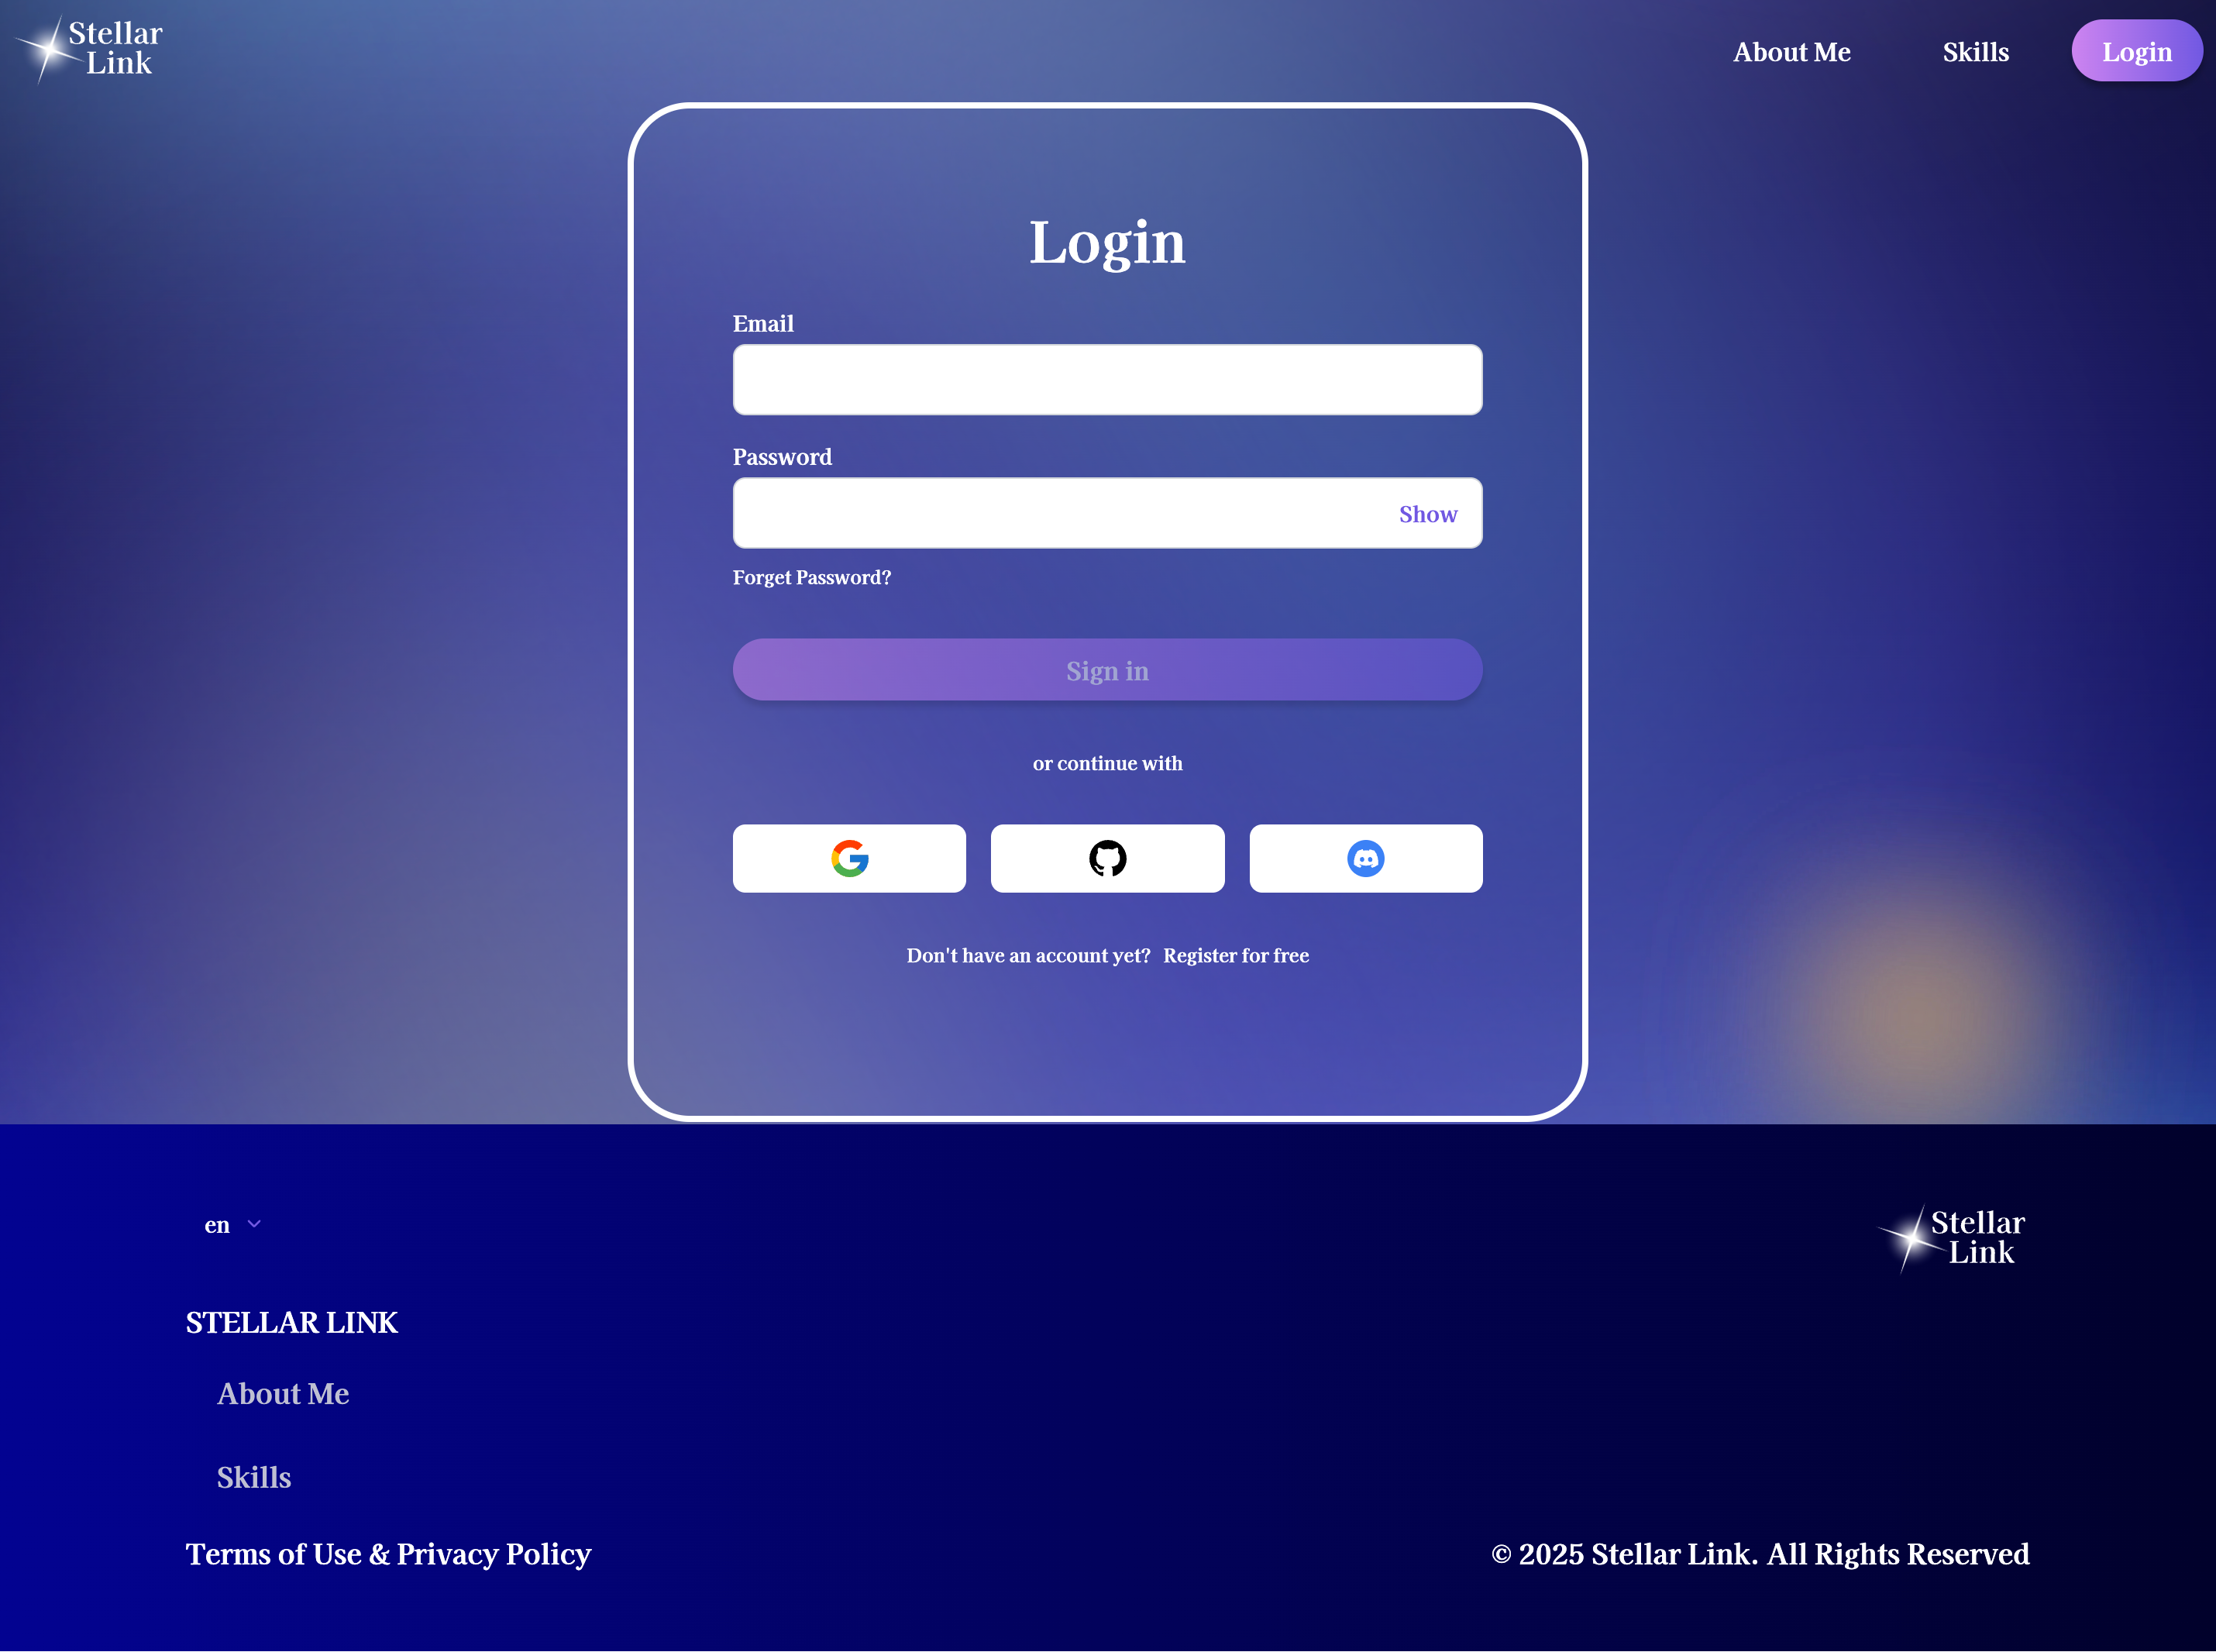 Stellar
Link
About Me
Skills
Login
Login
Email
Password
Show
Forget Password?
Sign in
or continue with
Don't have an account yet? Register for free
en
Stellar
Link
STELLAR LINK
About Me
Skills
Terms of Use & Privacy Policy
© 2025 Stellar Link. All Rights Reserved